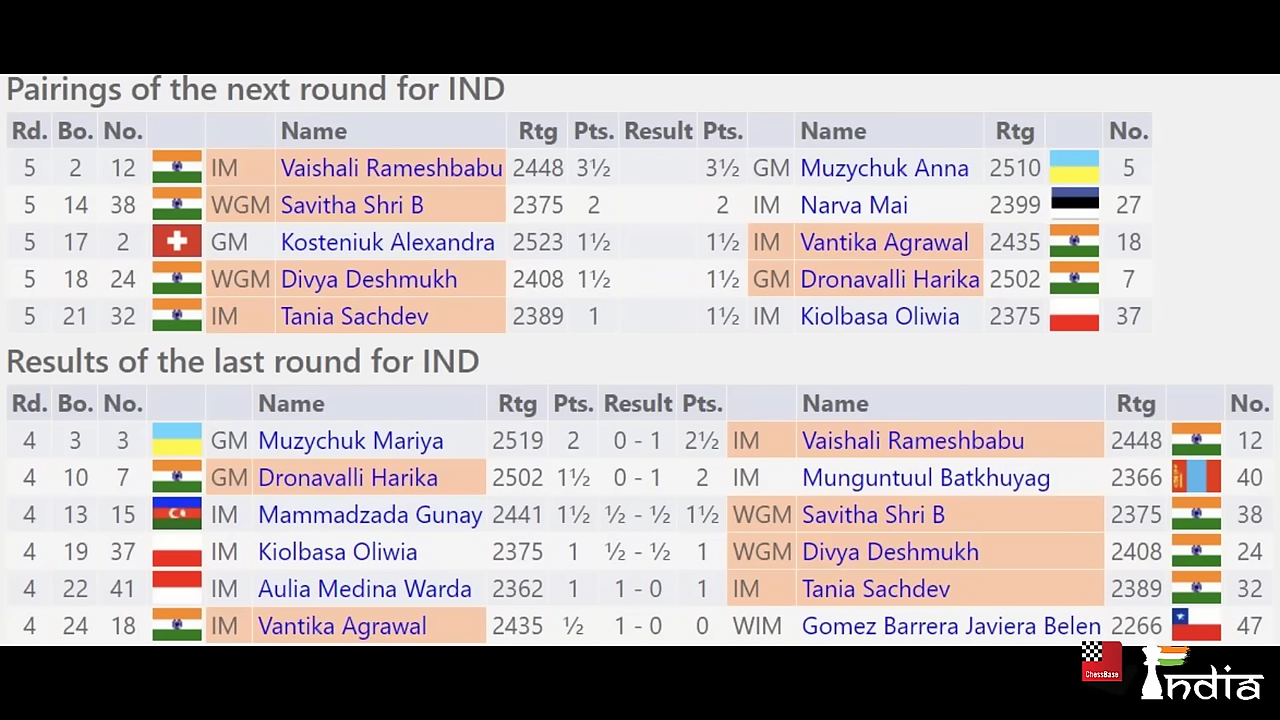 Pairings of the next round for IND
Rd. Bo. No. Name Rtg Pts. Result Pts. Name Rtg No.
5 2 12 IM Vaishali Rameshbabu 2448 3½ 3½ GM Muzychuk Anna 2510 5
5 14 38 WGM Savitha Shri B 2375 2 2 IM Narva Mai 2399 27
5 17 2 GM Kosteniuk Alexandra 2523 1½ 1½ IM Vantika Agrawal 2435 18
5 18 24 WGM Divya Deshmukh 2408 1½ 1½ GM Dronavalli Harika 2502 7
5 21 32 IM Tania Sachdev 2389 1 1½ IM Kiolbasa Oliwia 2375 37
Results of the last round for IND
Rd. Bo. No. Name Rtg Pts. Result Pts. Name Rtg No.
4 3 3 GM Muzychuk Mariya 2519 2 0 - 1 2½ IM Vaishali Rameshbabu 2448 12
4 10 7 GM Dronavalli Harika 2502 1½ 0 - 1 2 IM Munguntuul Batkhuyag 2366 40
4 13 15 IM Mammadzada Gunay 2441 1½ ½ - ½ 1½ WGM Savitha Shri B 2375 38
4 19 37 IM Kiolbasa Oliwia 2375 1 ½ - ½ 1 WGM Divya Deshmukh 2408 24
4 22 41 IM Aulia Medina Warda 2362 1 1 - 0 1 IM Tania Sachdev 2389 32
4 24 18 IM Vantika Agrawal 2435 ½ 1 - 0 0 WIM Gomez Barrera Javiera Belen 2266 47
ChessBase India